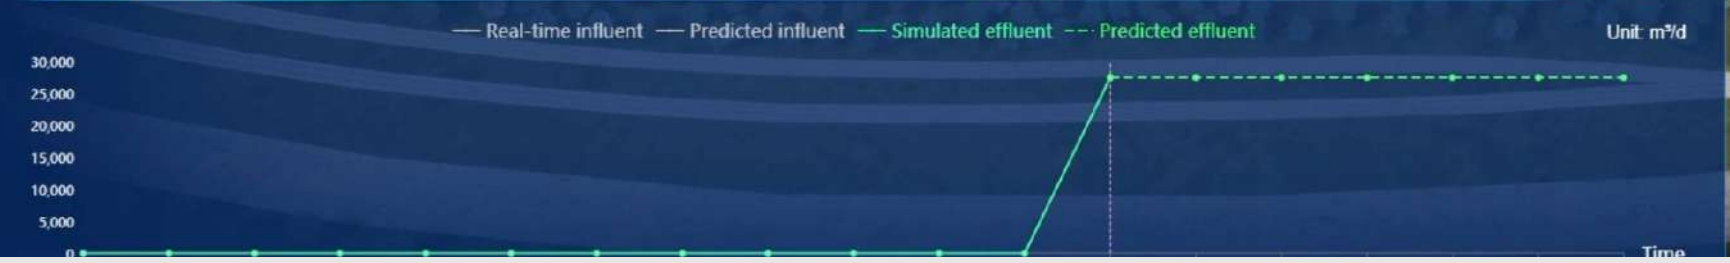 Real-time influent Predicted influent Simulated effluent Predicted effluent
Unit: m³/d
30,000
25,000
20,000
15,000
10,000
5,000
0
Time